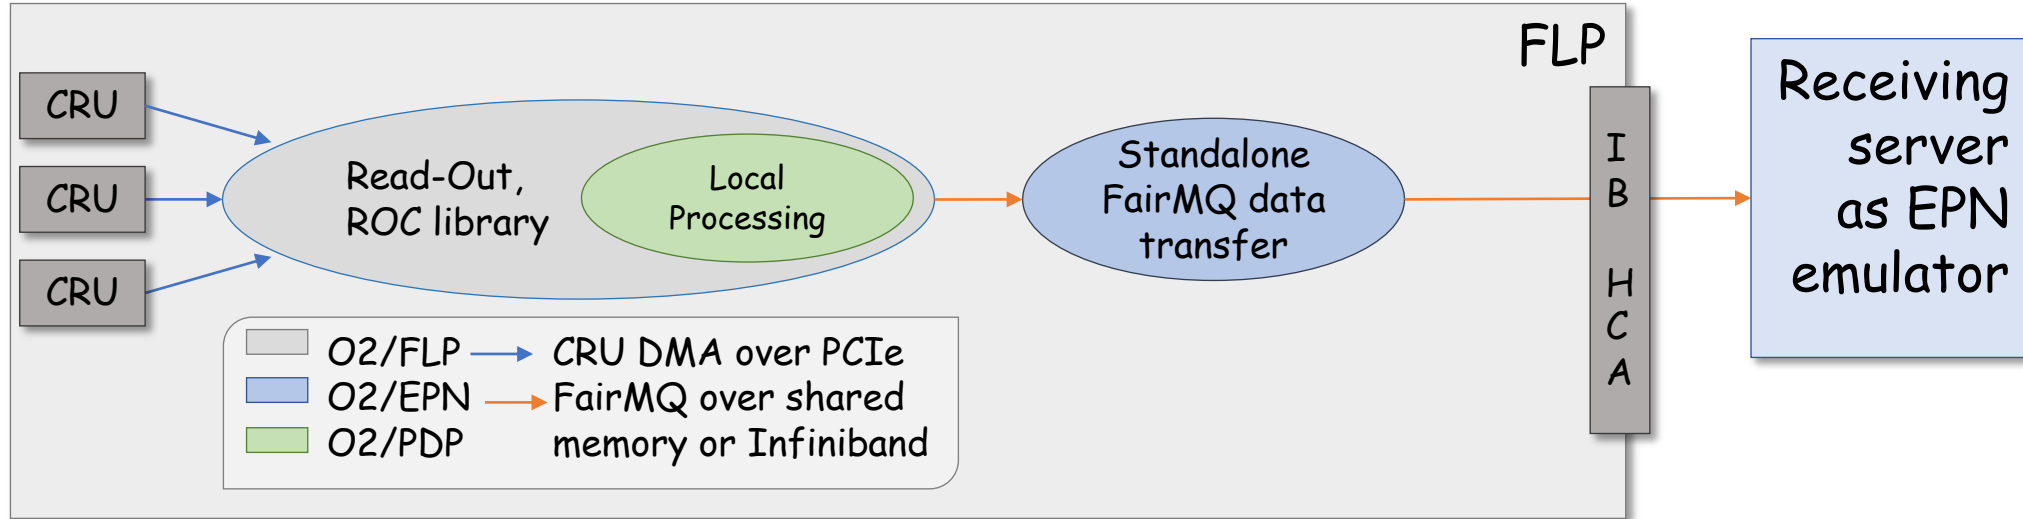 FLP
CRU
CRU
CRU
Read-Out,
ROC library
Local
Processing
Standalone
FairMQ data
transfer
I
B
H
C
A
Receiving
server
as EPN
emulator
O2/FLP CRU DMA over PCIe
O2/EPN FairMQ over shared
O2/PDP memory or Infiniband